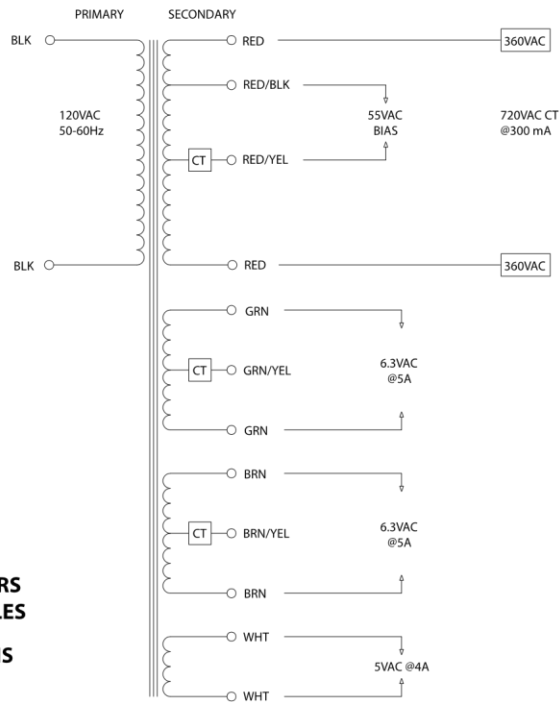 PRIMARY SECONDARY
BLK RED 360VAC
RED/BLK
120VAC
50-60Hz
55VAC
BIAS
720VAC CT
@300 mA
CT RED/YEL
BLK RED 360VAC
GRN
CT GRN/YEL
6.3VAC
@5A
GRN
BRN
CT BRN/YEL
6.3VAC
@5A
BRN
WHT
5VAC @4A
WHT